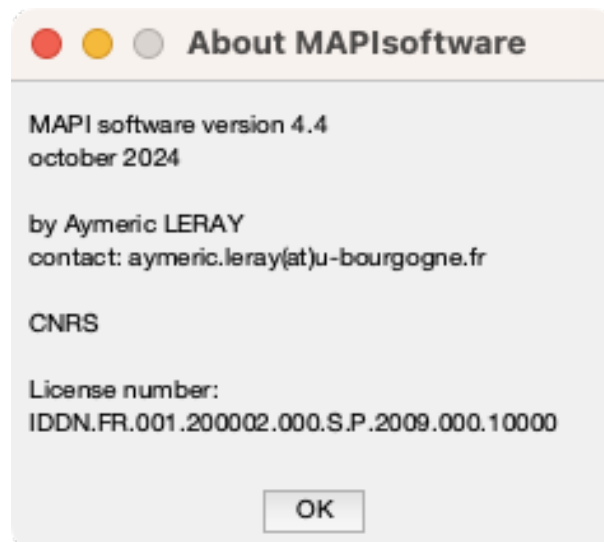 About MAPIsoftware
MAPI software version 4.4
october 2024
by Aymeric LERAY
contact: aymeric.leray(at)u-bourgogne.fr
CNRS
License number:
IDDN.FR.001.200002.000.S.P.2009.000.10000
OK